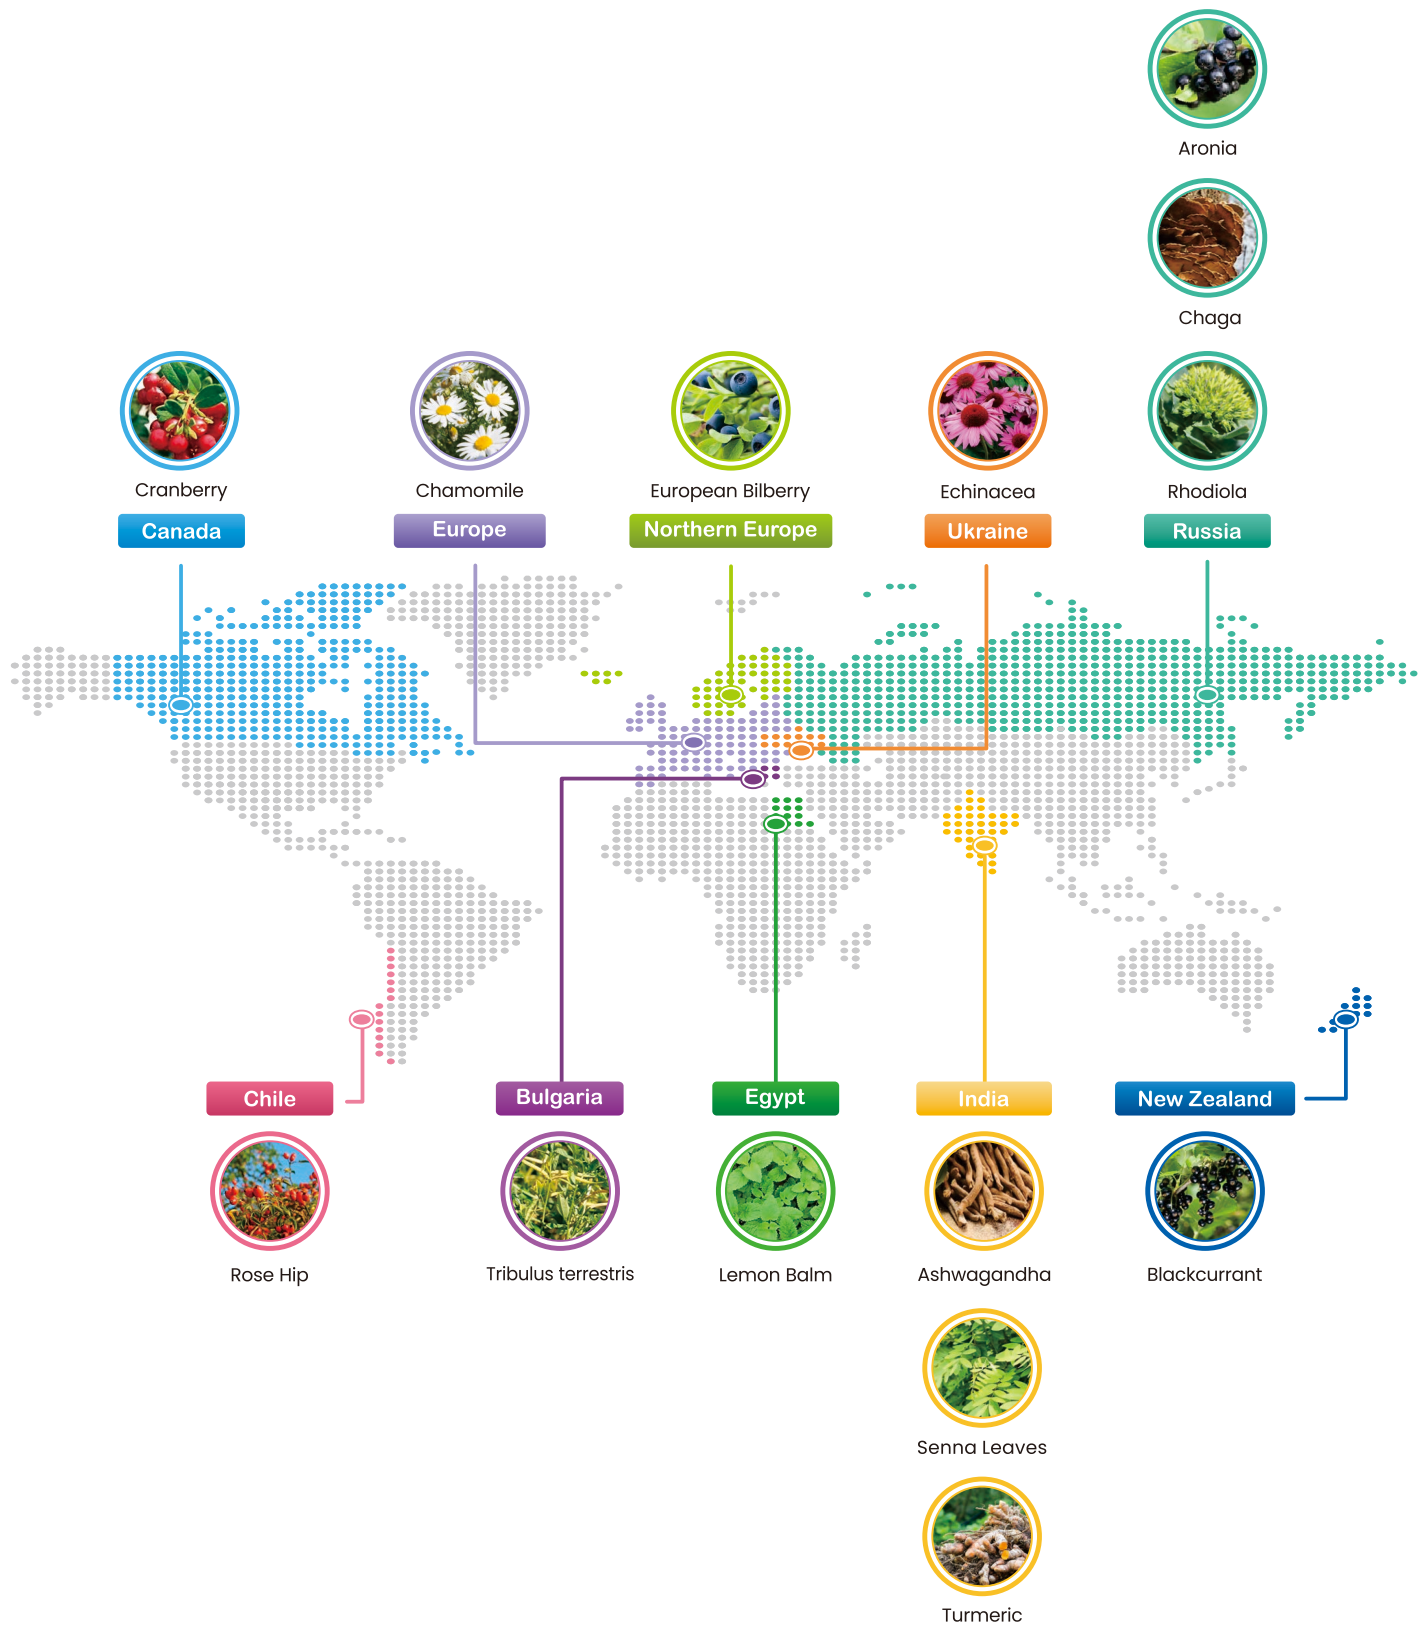 Aronia
Chaga
Cranberry
Chamomile
European Bilberry
Echinacea
Rhodiola
Canada
Europe
Northern Europe
Ukraine
Russia
Chile
Bulgaria
Egypt
India
New Zealand
Rose Hip
Tribulus terrestris
Lemon Balm
Ashwagandha
Blackcurrant
Senna Leaves
Turmeric